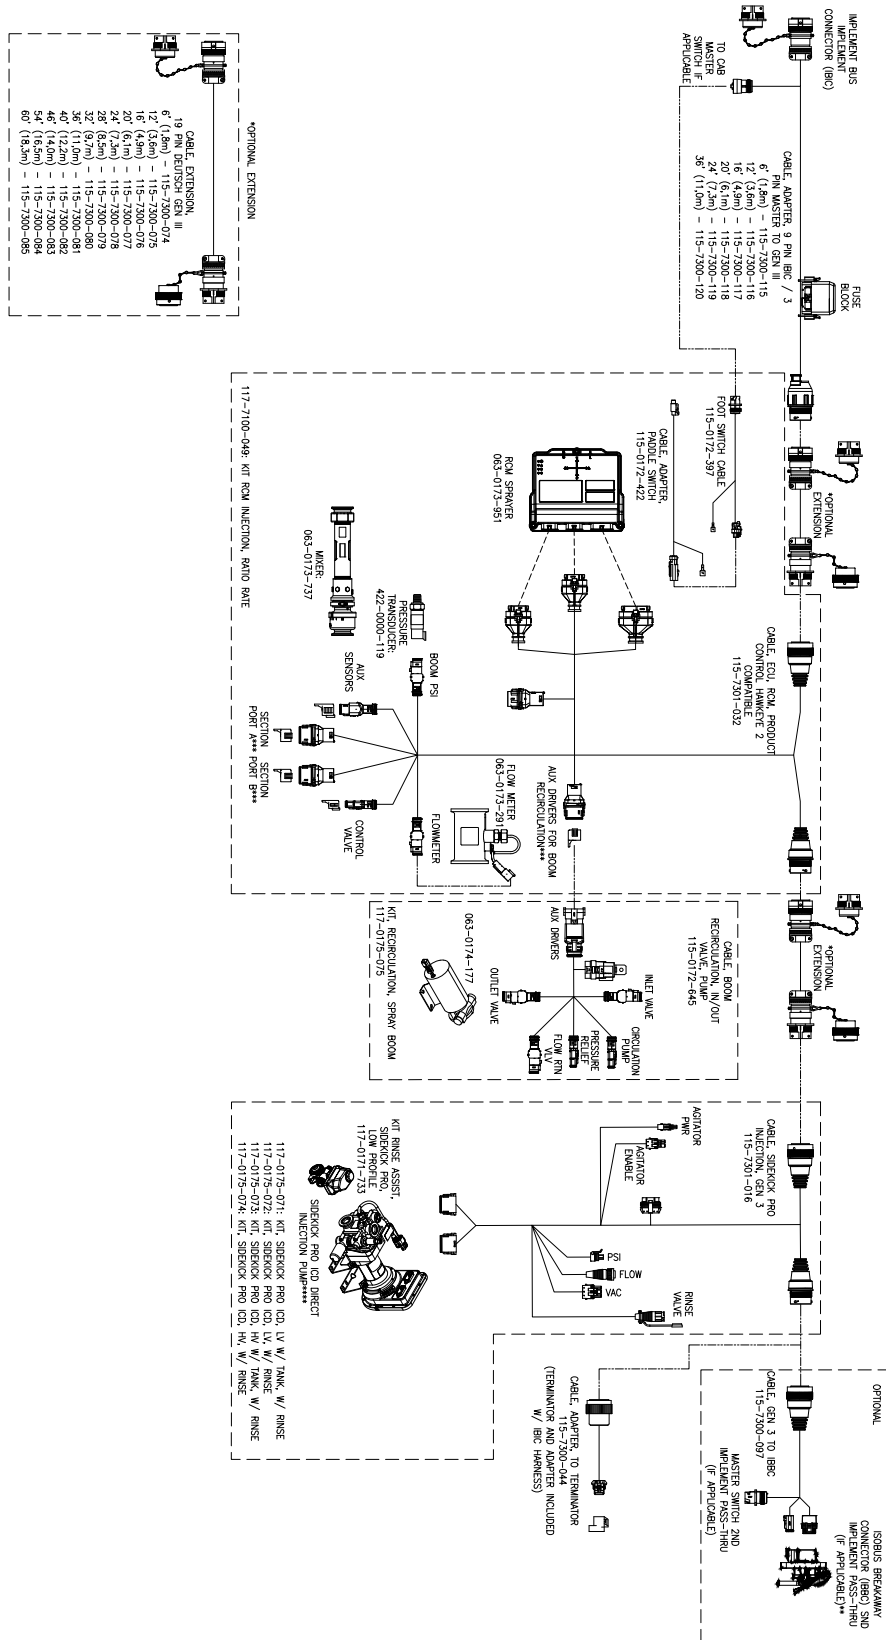 IMPLEMENT BUS
IMPLEMENT
CONNECTOR (IBIC)
TO CAB
MASTER
SWITCH IF
APPLICABLE
FUSE
BLOCK
CABLE, ADAPTER, 9 PIN IBIC / 3
PIN MASTER TO GEN III
6' (1,8m) - 115-7300-115
12' (3,6m) - 115-7300-116
16' (4,9m) - 115-7300-117
20' (6,1m) - 115-7300-118
24' (7,3m) - 115-7300-119
36' (11,0m) - 115-7300-120
*OPTIONAL EXTENSION
CABLE, EXTENSION,
19 PIN DEUTSCH GEN III
6' (1,8m) - 115-7300-074
12' (3,6m) - 115-7300-075
16' (4,9m) - 115-7300-076
20' (6,1m) - 115-7300-077
24' (7,3m) - 115-7300-078
28' (8,5m) - 115-7300-079
32' (9,7m) - 115-7300-080
36' (11,0m) - 115-7300-081
40' (12,2m) - 115-7300-082
46' (14,0m) - 115-7300-083
54' (16,5m) - 115-7300-084
60' (18,3m) - 115-7300-085
*OPTIONAL
EXTENSION
FOOT SWITCH CABLE
115-0172-397
CABLE, ADAPTER,
PADDLE SWITCH
115-0172-422
RCM SPRAYER
063-0173-951
117-7100-049: KIT RCM INJECTION, RATIO RATE
MIXER:
063-0173-737
PRESSURE
TRANSDUCER:
422-0000-119
CABLE, ECU, RCM, PRODUCT
CONTROL HAWKEYE 2
COMPATIBLE
115-7301-032
BOOM PSI
AUX
SENSORS
SECTION
PORT A***
SECTION
PORT B***
CONTROL
VALVE
FLOWMETER
FLOW METER
063-0173-291
AUX DRIVERS FOR BOOM
RECIRCULATION***
*OPTIONAL
EXTENSION
CABLE, BOOM
RECIRCULATION, IN/OUT
VALVE, PUMP
115-0172-645
AUX DRIVERS
INLET VALVE
OUTLET VALVE
CIRCULATION
PUMP
PRESSURE
RELIEF
FLOW RTN
VLV
063-0174-177
KIT, RECIRCULATION, SPRAY BOOM
117-0175-075
CABLE, SIDEKICK PRO
INJECTION, GEN 3
115-7301-016
AGITATOR
PWR
AGITATOR
ENABLE
PSI
FLOW
VAC
RINSE
VALVE
KIT RINSE ASSIST,
SIDEKICK PRO,
LOW PROFILE
117-0171-733
SIDEKICK PRO ICD DIRECT
INJECTION PUMP****
117-0175-071: KIT, SIDEKICK PRO ICD, LV W/ TANK, W/ RINSE
117-0175-072: KIT, SIDEKICK PRO ICD, LV, W/ RINSE
117-0175-073: KIT, SIDEKICK PRO ICD, HV W/ TANK, W/ RINSE
117-0175-074: KIT, SIDEKICK PRO ICD, HV, W/ RINSE
CABLE, ADAPTER, TO TERMINATOR
115-7300-044
(TERMINATOR AND ADAPTER INCLUDED
W/ IBIC HARNESS)
OPTIONAL
CABLE, GEN 3 TO IBBC
115-7300-097
MASTER SWITCH 2ND
IMPLEMENT PASS-THRU
(IF APPLICABLE)
ISOBUS BREAKAWAY
CONNECTOR (IBBC) SND
IMPLEMENT PASS-THRU
(IF APPLICABLE)**